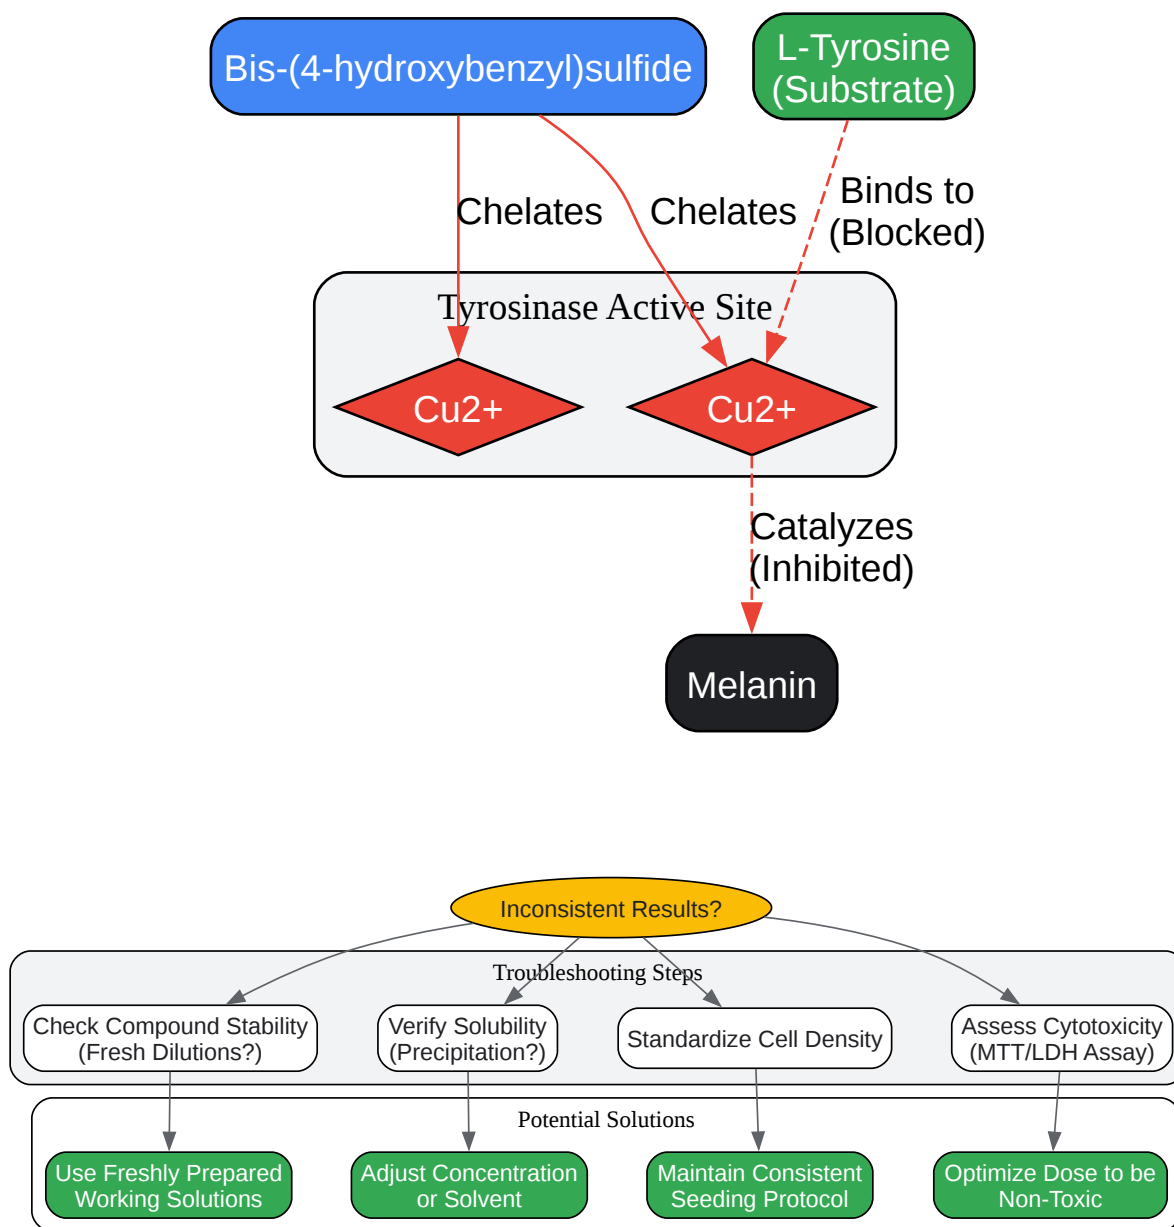 Bis-(4-hydroxybenzyl)sulfide
L-Tyrosine
(Substrate)
Chelates
Chelates
Binds to
(Blocked)
Tyrosinase Active Site
Cu2+
Cu2+
Catalyzes
(Inhibited)
Melanin
Inconsistent Results?
Troubleshooting Steps
Check Compound Stability
(Fresh Dilutions?)
Verify Solubility
(Precipitation?)
Standardize Cell Density
Assess Cytotoxicity
(MTT/LDH Assay)
Potential Solutions
Use Freshly Prepared
Working Solutions
Adjust Concentration
or Solvent
Maintain Consistent
Seeding Protocol
Optimize Dose to be
Non-Toxic